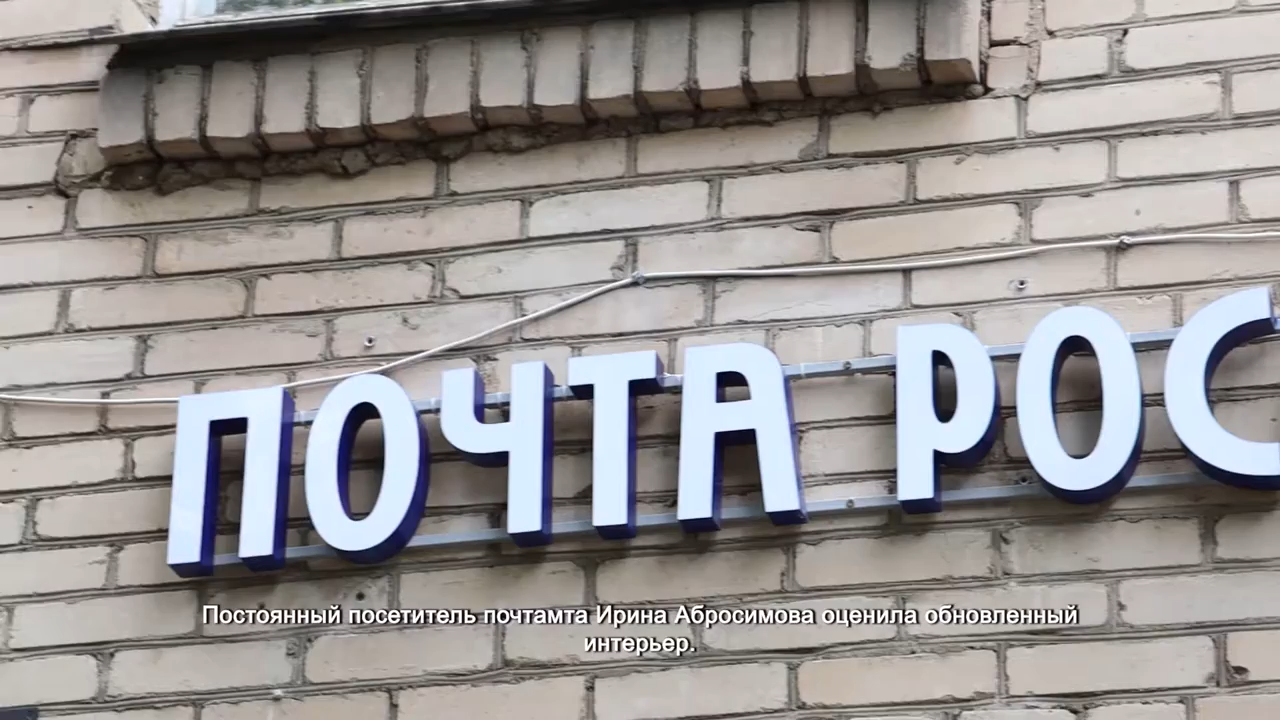 ПОЧТА РОС
Постоянный посетитель почтамта Ирина Абросимова оценила обновленный
интерьер.